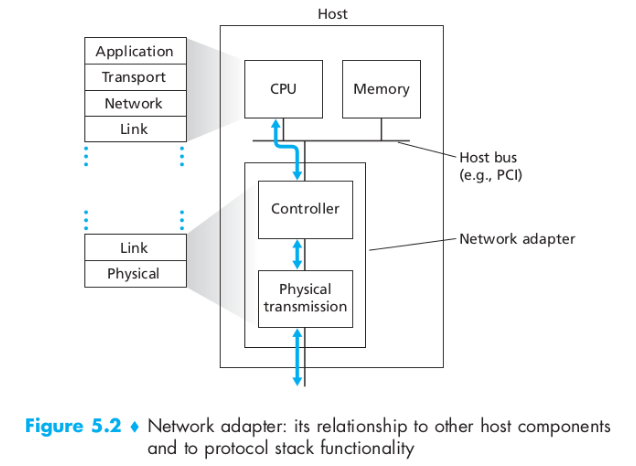 Host
Application
Transport
Network
Link
CPU
Memory
Host bus
(e.g., PCI)
Controller
Network adapter
Link
Physical
Physical
transmission
Figure 5.2 ♦ Network adapter: its relationship to other host components
and to protocol stack functionality